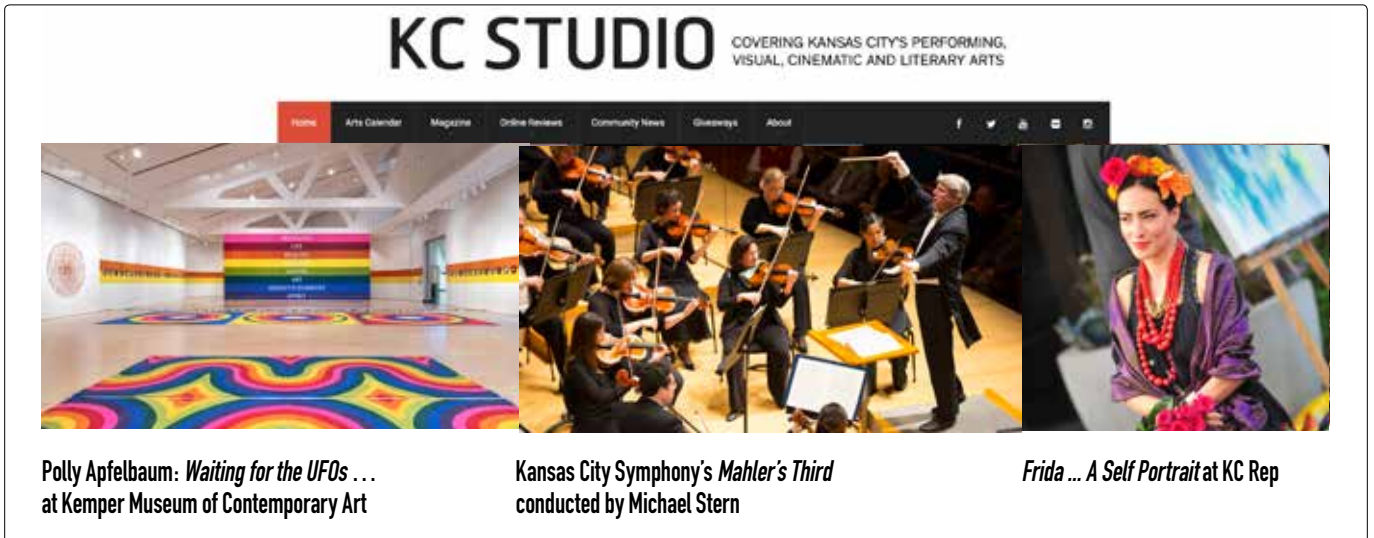 KC STUDIO
COVERING KANSAS CITY'S PERFORMING,
VISUAL, CINEMATIC AND LITERARY ARTS
Home Arts Calendar Magazine Online Reviews Community News Giveaways About
Polly Apfelbaum: Waiting for the UFOs . . .
at Kemper Museum of Contemporary Art
Kansas City Symphony's Mahler's Third
conducted by Michael Stern
Frida ... A Self Portrait at KC Rep